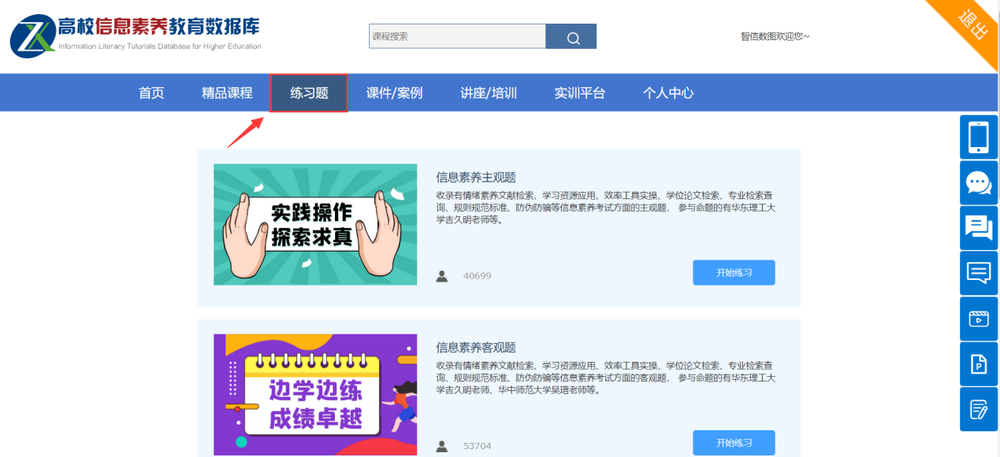 高校信息素养教育数据库
Information Literacy Tutorials Database for Higher Education
课程搜索
智信数图欢迎您~
退出
首页
精品课程
练习题
课件/案例
讲座/培训
实训平台
个人中心
实践操作
探索求真
信息素养主观题
收录有情绪素养文献检索、学习资源应用、效率工具实操、学位论文检索、专业检索查
询、规则规范标准、防伪防骗等信息素养考试方面的主观题， 参与命题的有华东理工大
学吉久明老师等。
40699
开始练习
边学边练
成绩卓越
信息素养客观题
收录有情绪素养文献检索、学习资源应用、效率工具实操、学位论文检索、专业检索查
询、规则规范标准、防伪防骗等信息素养考试方面的客观题， 参与命题的有华东理工大
学吉久明老师、华中师范大学吴瑨老师等。
53704
开始练习